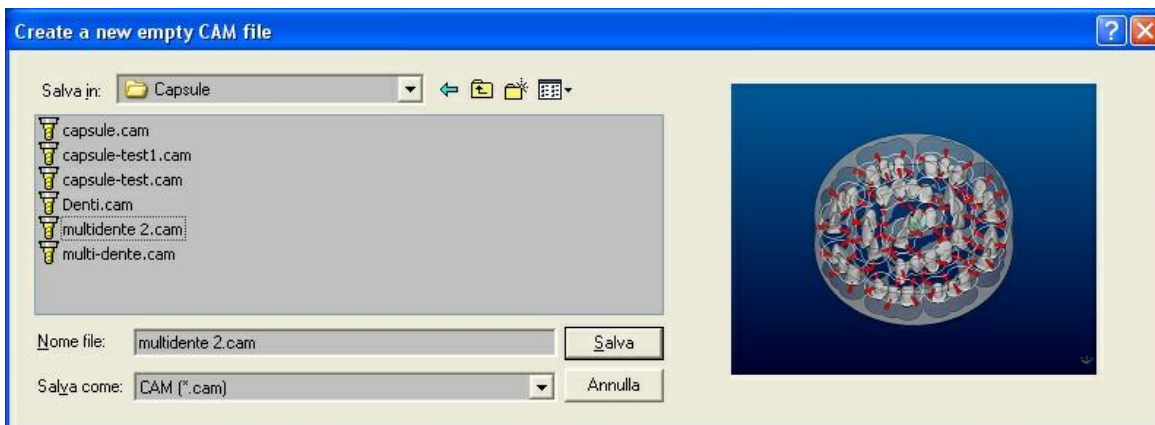 Create a new empty CAM file
Salva in: Capsule
capsule.cam
capsule-test1.cam
capsule-test.cam
Denti.cam
multidente 2.cam
multi-dente.cam
Nome file: multidente 2.cam Salva
Salva come: CAM (*.cam) Annulla